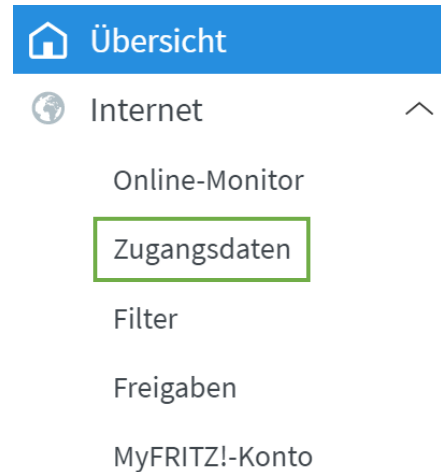 Übersicht
Internet
Online-Monitor
Zugangsdaten
Filter
Freigaben
MyFRITZ!-Konto